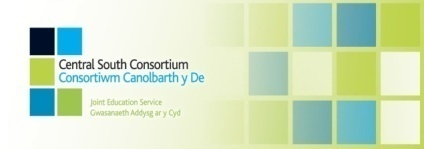 Central South Consortium
Consortiwm Canolbarth y De
Joint Education Service
Gwasanaeth Addysg ar y Cyd